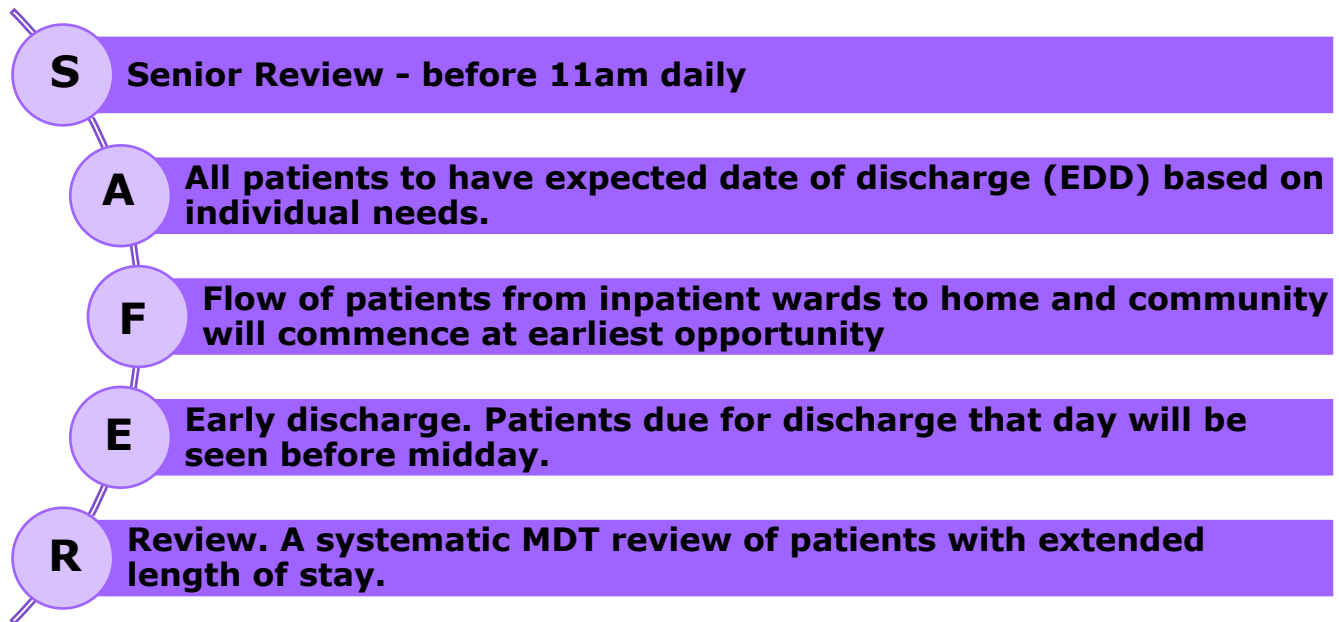 S
Senior Review - before 11am daily
A
All patients to have expected date of discharge (EDD) based on
individual needs.
F
Flow of patients from inpatient wards to home and community
will commence at earliest opportunity
E
Early discharge. Patients due for discharge that day will be
seen before midday.
R
Review. A systematic MDT review of patients with extended
length of stay.